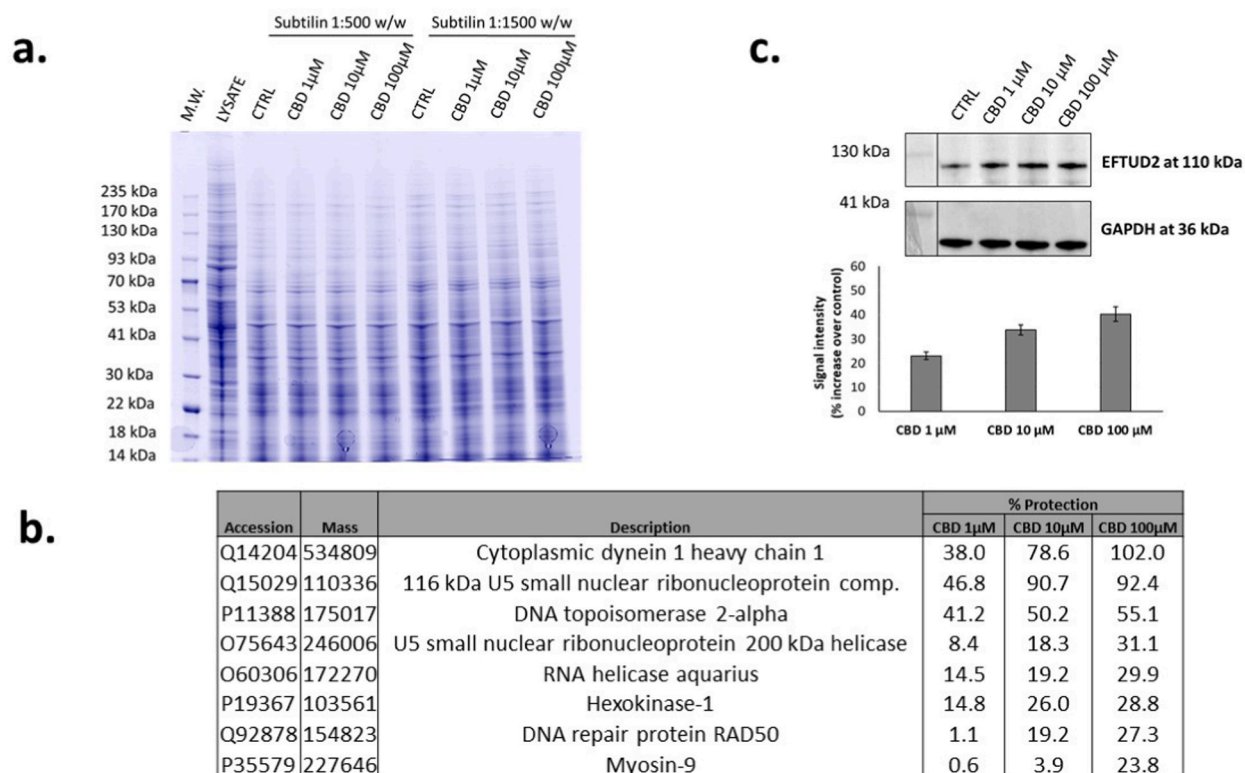 a.
Subtilin 1:500 w/w
Subtilin 1:1500 w/w
M.W.
LYSATE
CTRL
CBD 1µM
CBD 10µM
CBD 100µM
CTRL
CBD 1µM
CBD 10µM
CBD 100µM
235 kDa
170 kDa
130 kDa
93 kDa
70 kDa
53 kDa
41 kDa
30 kDa
22 kDa
18 kDa
14 kDa
c.
CTRL
CBD 1 µM
CBD 10 µM
CBD 100 µM
130 kDa
EFTUD2 at 110 kDa
41 kDa
GAPDH at 36 kDa
Signal intensity
(% increase over control)
60
50
40
30
20
10
0
CBD 1 µM CBD 10 µM CBD 100 µM
b.
% Protection
Accession Mass Description CBD 1µM CBD 10µM CBD 100µM
Q14204 534809 Cytoplasmic dynein 1 heavy chain 1 38.0 78.6 102.0
Q15029 110336 116 kDa U5 small nuclear ribonucleoprotein comp. 46.8 90.7 92.4
P11388 175017 DNA topoisomerase 2-alpha 41.2 50.2 55.1
O75643 246006 U5 small nuclear ribonucleoprotein 200 kDa helicase 8.4 18.3 31.1
O60306 172270 RNA helicase aquarius 14.5 19.2 29.9
P19367 103561 Hexokinase-1 14.8 26.0 28.8
Q92878 154823 DNA repair protein RAD50 1.1 19.2 27.3
P35579 227646 Myosin-9 0.6 3.9 23.8